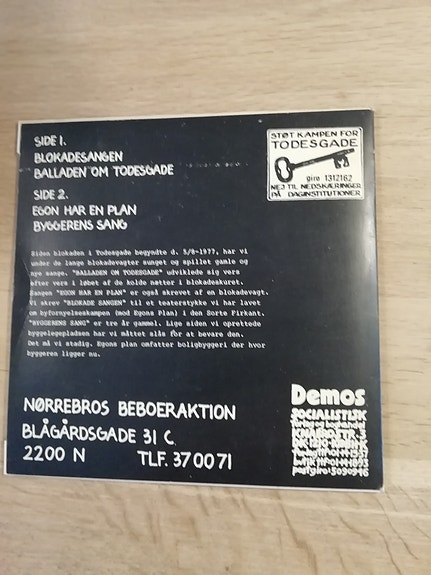 SIDE 1.
BLOKADESANGEN
BALLADEN OM TODESGADE
SIDE 2.
EGON HAR EN PLAN
BYGGERENS SANG
STØT KAMPEN FOR
TODESGADE
giro 1312162
NEJ TIL NEDSKÆRINGER
PÅ DAGINSTITUTIONER
Siden blokaden i Todesgade begyndte d. 5/8-1977, har vi
under de lange blokadevagter sunget og spillet gamle og
nye sange. "BALLADEN OM TODESGADE" udviklede sig vers
efter vers i løbet af de kolde nætter i blokadeskuret.
Sangen "EGON HAR EN PLAN" er også skrevet af en blokadevagt.
Vi skrev "BLOKADE SANGEN" til et teaterstykke vi har lavet
om byfornyelseskampen (mod Egons Plan) i den Sorte Firkant.
"BYGGERENS SANG" er tre år gammel. Lige siden vi oprettede
byggelegepladsen har vi måttet slås for at bevare den.
Det må vi stadig. Egons plan omfatter boligbyggeri der hvor
byggeren ligger nu.
NØRREBROS BEBOERAKTION
BLÅGÅRDSGADE 31 C.
2200 N TLF. 37 00 71
Demos
SOCIALISTISK
forlag og boghandel